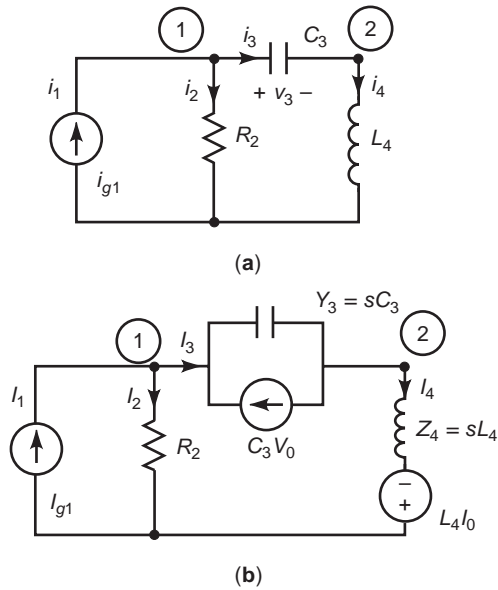 1
2
i3
C3
i1
i2
+ v3 –
i4
R2
L4
ig1
(a)
Y3 = sC3
1
2
I3
I1
I2
I4
R2
C3V0
Z4 = sL4
Ig1
–
+
L4I0
(b)